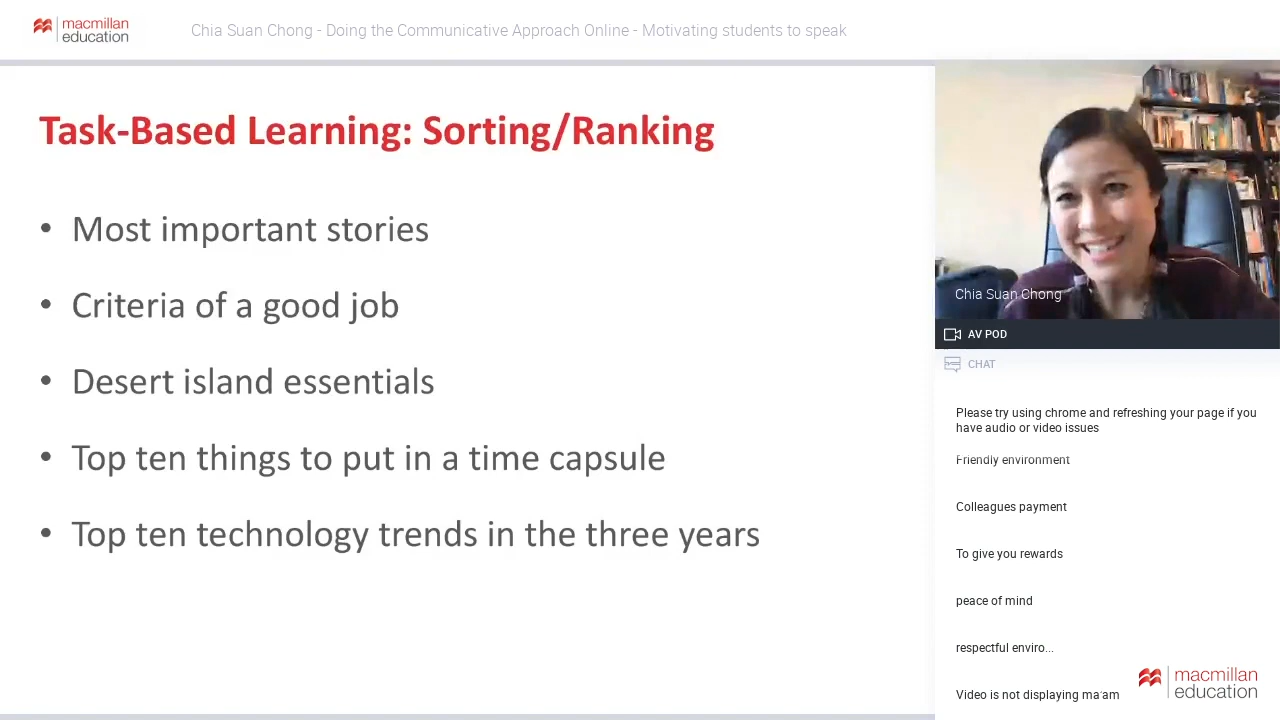 macmillan
education
Chia Suan Chong - Doing the Communicative Approach Online - Motivating students to speak
Task-Based Learning: Sorting/Ranking
• Most important stories
• Criteria of a good job
• Desert island essentials
• Top ten things to put in a time capsule
• Top ten technology trends in the three years
Chia Suan Chong
AV POD
CHAT
Please try using chrome and refreshing your page if you
have audio or video issues
Friendly environment
Colleagues payment
To give you rewards
peace of mind
respectful enviro...
Video is not displaying ma'am
macmillan
education